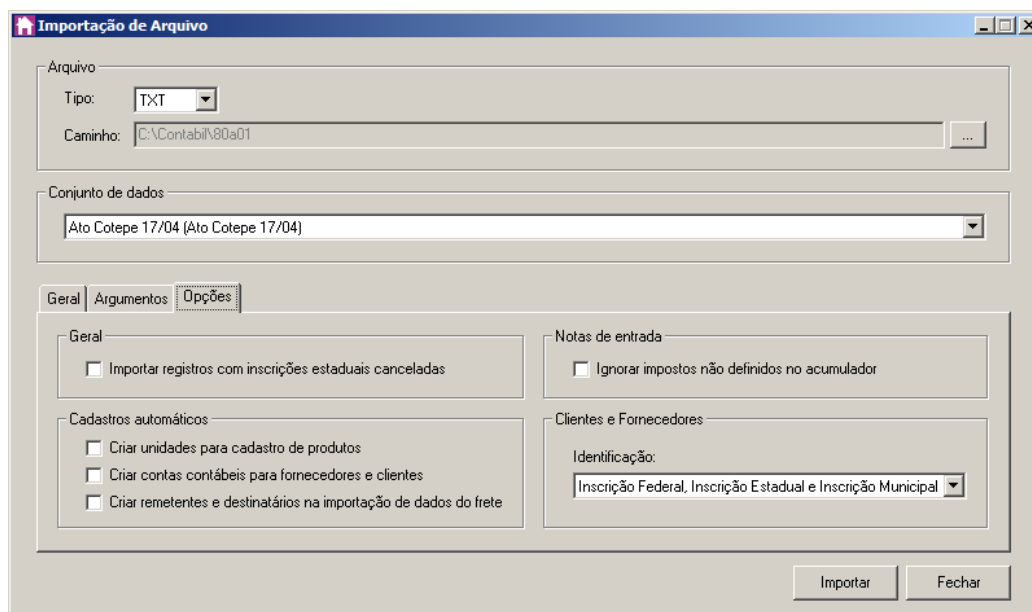 Importação de Arquivo
Arquivo
Tipo: TXT
Caminho: C:\Contabil\80a01 ...
Conjunto de dados
Ato Cotepe 17/04 (Ato Cotepe 17/04)
Geral Argumentos Opções
Geral
Importar registros com inscrições estaduais canceladas
Notas de entrada
Ignorar impostos não definidos no acumulador
Cadastros automáticos
Criar unidades para cadastro de produtos
Criar contas contábeis para fornecedores e clientes
Criar remetentes e destinatários na importação de dados do frete
Clientes e Fornecedores
Identificação:
Inscrição Federal, Inscrição Estadual e Inscrição Municipal
Importar Fechar